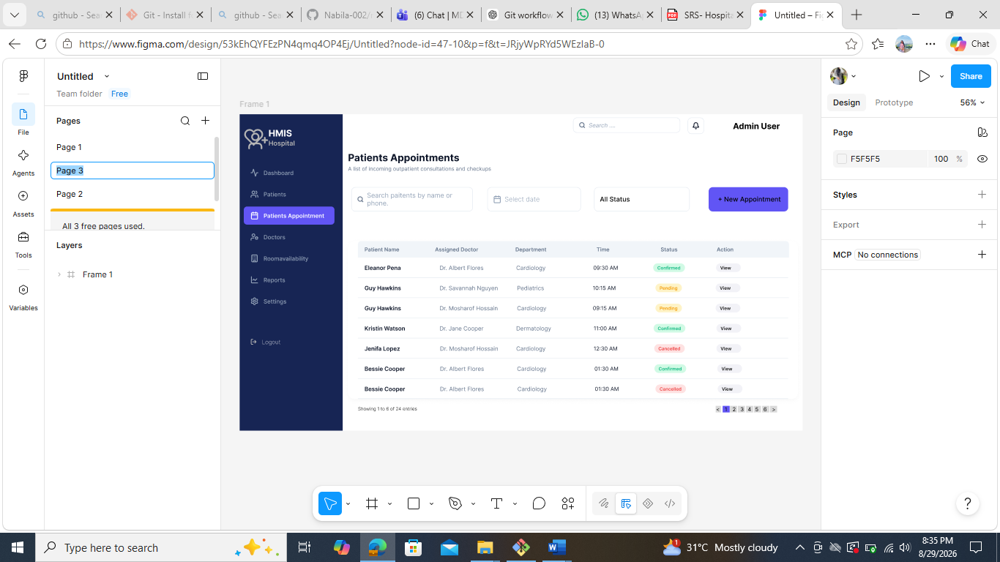 github - Sea
Git - Install f
github - Sea
Nabila-002/
(6) Chat | MD
Git workflow
(13) WhatsA
SRS- Hospita
Untitled – Fi
https://www.figma.com/design/53kEhQYFEzPN4qmq4OP4Ej/Untitled?node-id=47-10&p=f&t=JRjyWpRYd5WEzlaB-0
Chat
File
Agents
Assets
Tools
Variables
Untitled
Team folder Free
Pages
Page 1
Page 3
Page 2
All 3 free pages used.
Layers
Frame 1
Frame 1
HMIS
Hospital
Dashboard
Patients
Patients Appointment
Doctors
Roomavailability
Reports
Settings
Logout
Search ....
Admin User
Patients Appointments
A list of incoming outpatient consultations and checkups
Search paitents by name or
phone.
Select date
All Status
+ New Appointment
Patient Name Assigned Doctor Department Time Status Action
Eleanor Pena Dr. Albert Flores Cardiology 09:30 AM Confirmed View
Guy Hawkins Dr. Savannah Nguyen Pediatrics 10:15 AM Pending View
Guy Hawkins Dr. Mosharof Hossain Cardiology 09:15 AM Pending View
Kristin Watson Dr. Jane Cooper Dermatology 11:00 AM Confirmed View
Jenifa Lopez Dr. Mosharof Hossain Cardiology 12:30 AM Cancelled View
Bessie Cooper Dr. Albert Flores Cardiology 01:30 AM Confirmed View
Bessie Cooper Dr. Albert Flores Cardiology 01:30 AM Cancelled View
Showing 1 to 6 of 24 entries
< 1 2 3 4 5 6 >
Share
Design Prototype 56%
Page
F5F5F5 100 %
Styles
Export
MCP No connections
?
Type here to search
1
31°C Mostly cloudy
8:35 PM
8/29/2026